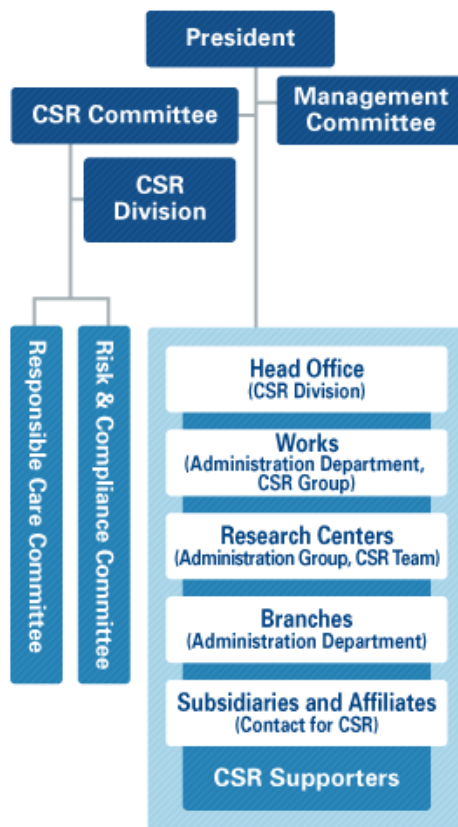 President
CSR Committee
Management
Committee
CSR
Division
Responsible Care Committee
Risk & Compliance Committee
Head Office
(CSR Division)
Works
(Administration Department,
CSR Group)
Research Centers
(Administration Group, CSR Team)
Branches
(Administration Department)
Subsidiaries and Affiliates
(Contact for CSR)
CSR Supporters